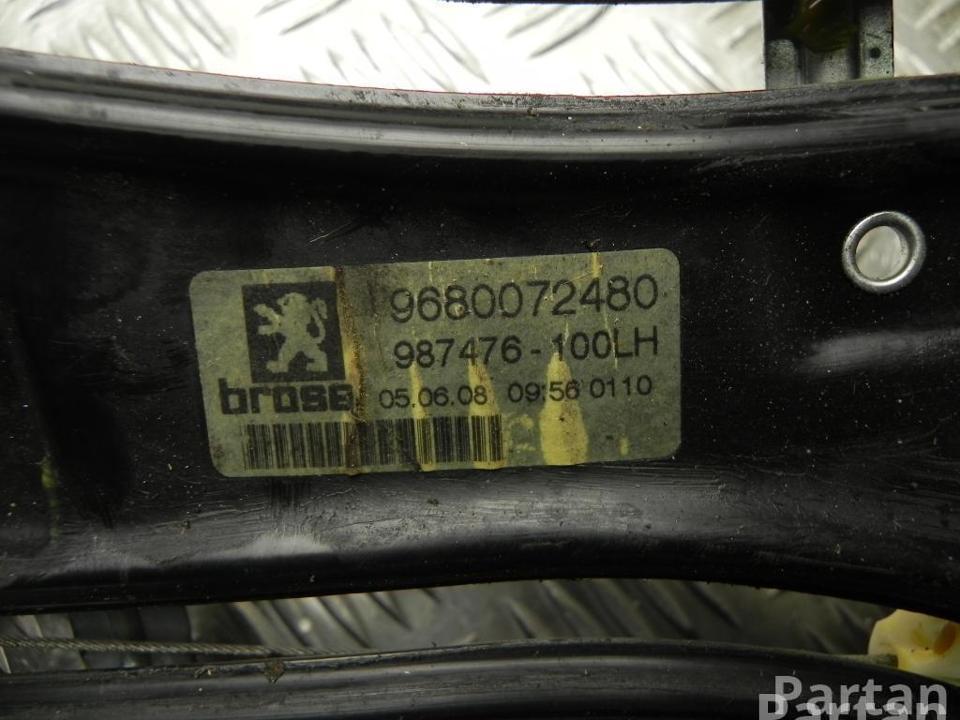 9680072480
987476-100LH
brose 05.06.08 09:56 0110
Partan